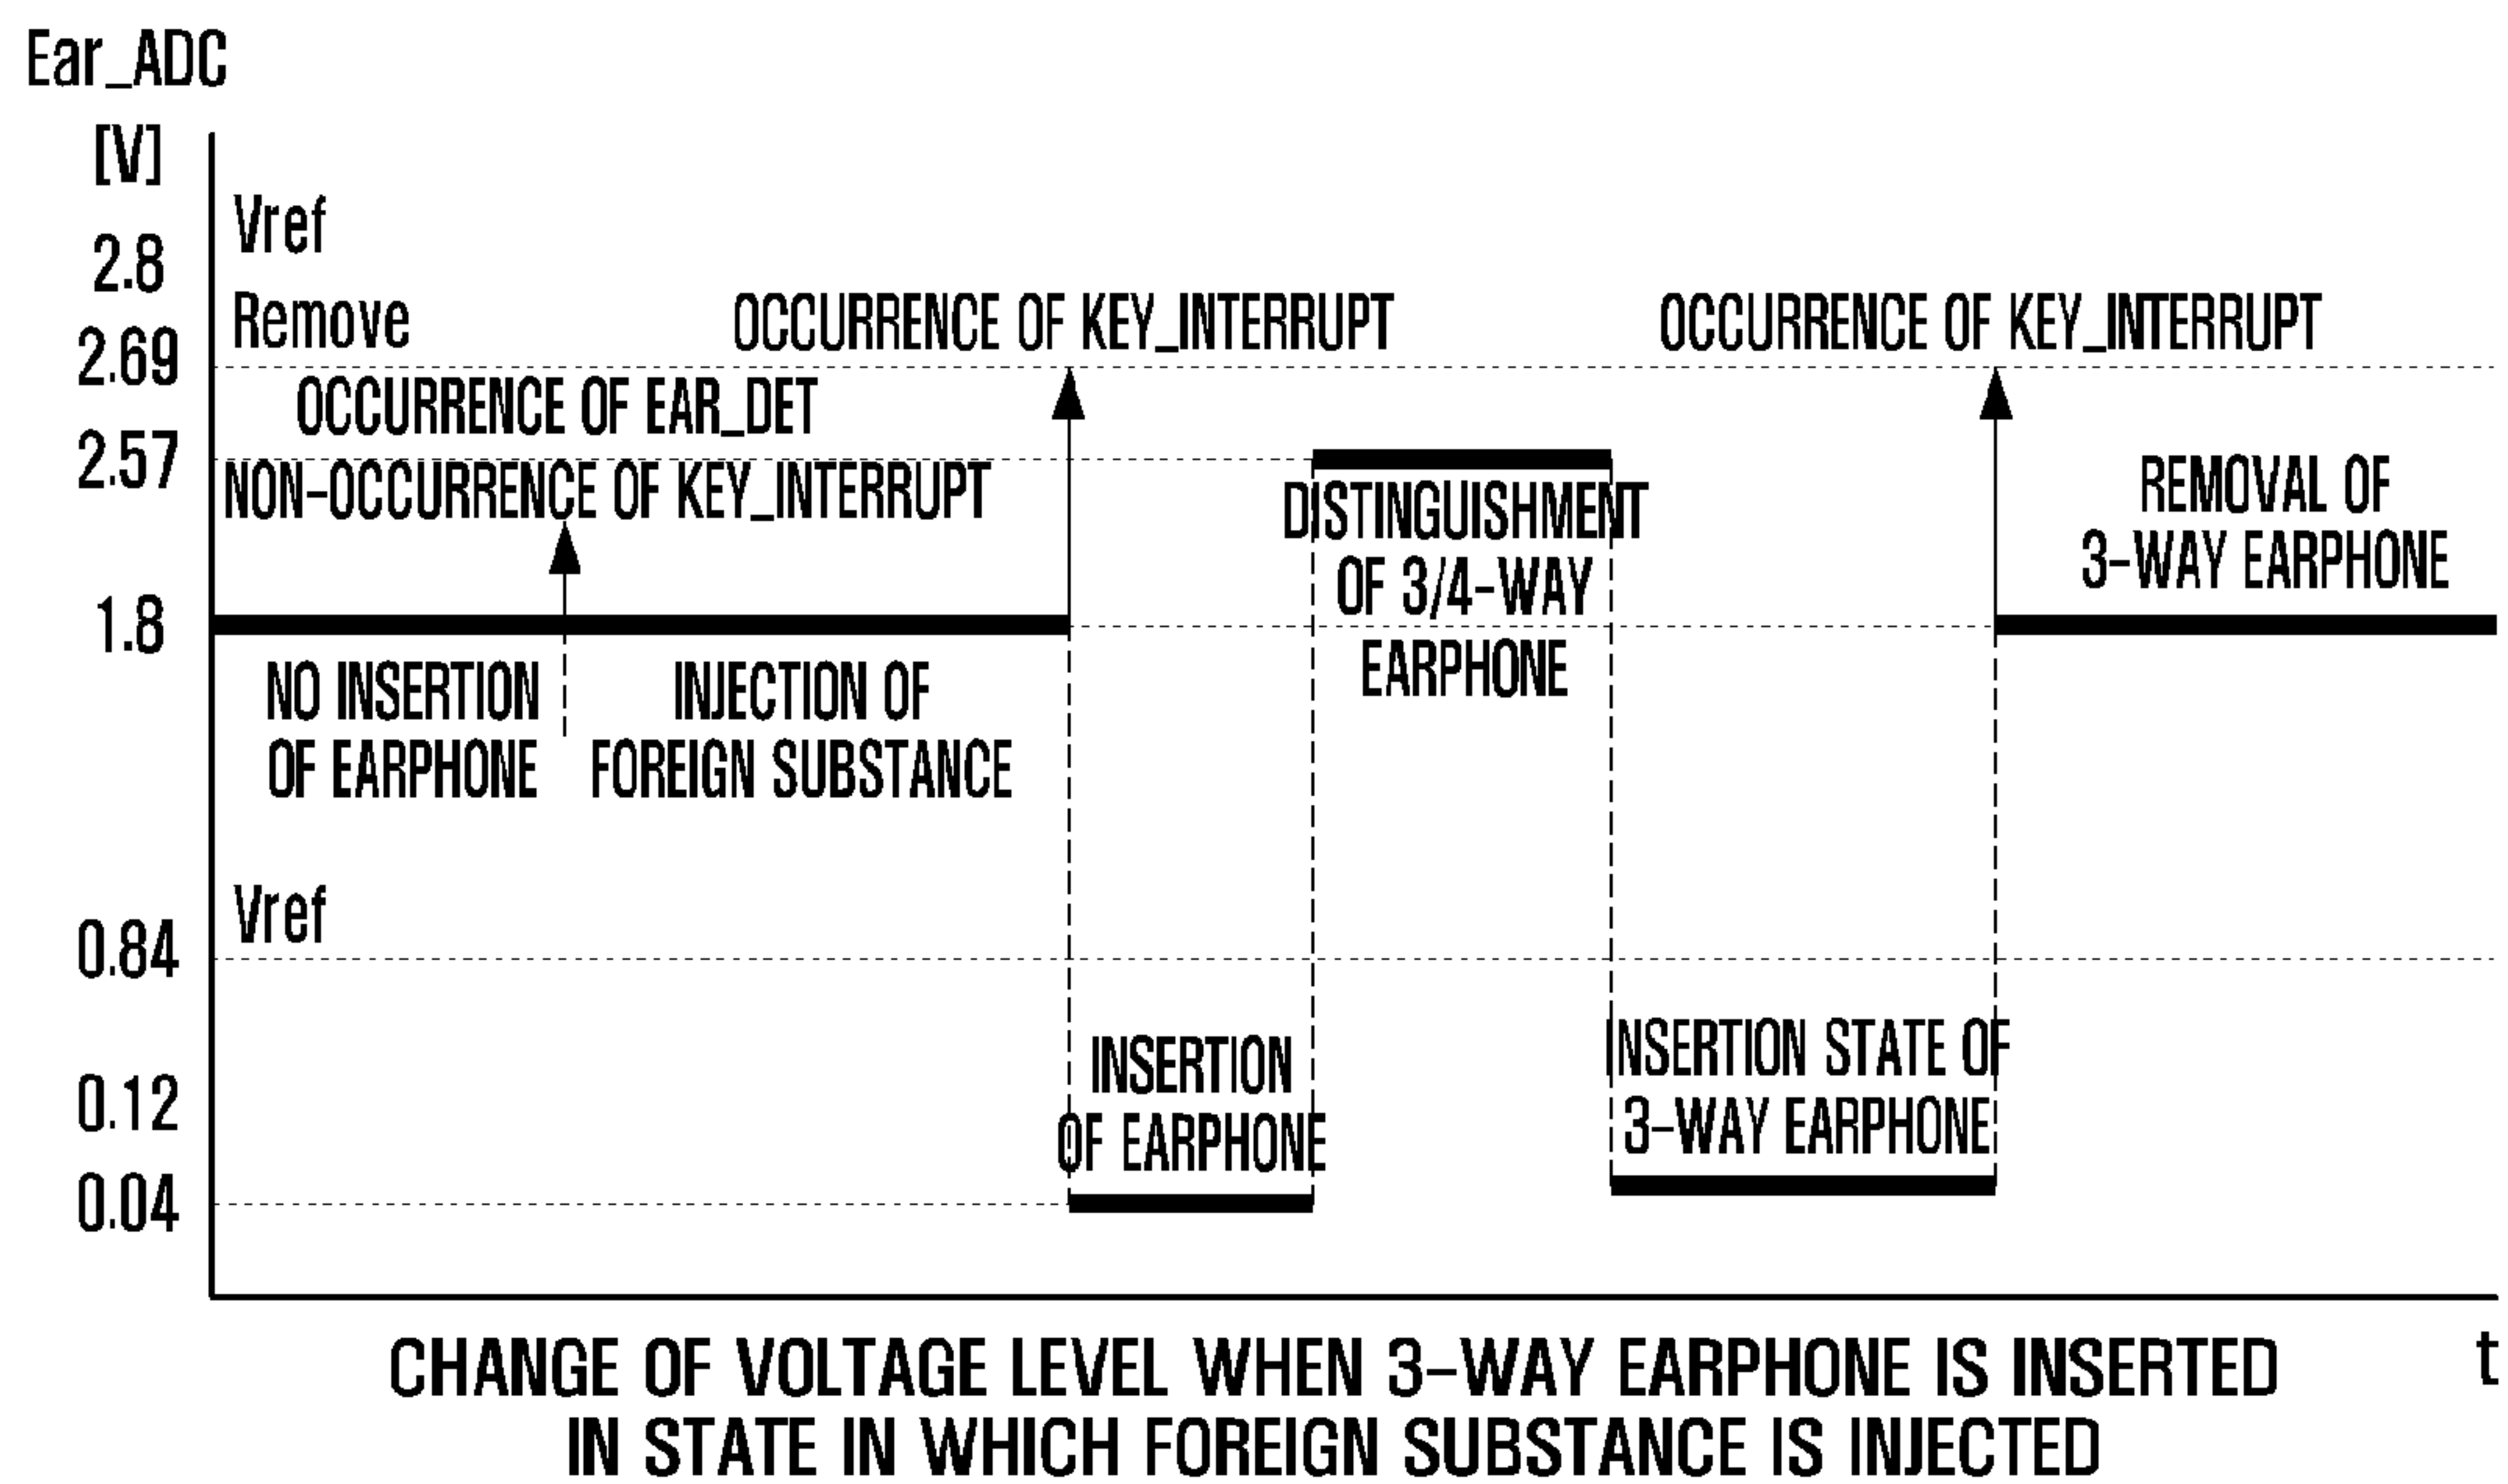 Ear_ADC
[V]
Vref
2.8
Remove
OCCURRENCE OF KEY_INTERRUPT
OCCURRENCE OF KEY_INTERRUPT
2.69
OCCURRENCE OF EAR_DET
2.57
NON-OCCURRENCE OF KEY_INTERRUPT
DISTINGUISHMENT
OF 3/4-WAY
EARPHONE
REMOVAL OF
3-WAY EARPHONE
1.8
NO INSERTION
OF EARPHONE
INJECTION OF
FOREIGN SUBSTANCE
Vref
0.84
INSERTION
OF EARPHONE
INSERTION STATE OF
3-WAY EARPHONE
0.12
0.04
CHANGE OF VOLTAGE LEVEL WHEN 3-WAY EARPHONE IS INSERTED
IN STATE IN WHICH FOREIGN SUBSTANCE IS INJECTED
t